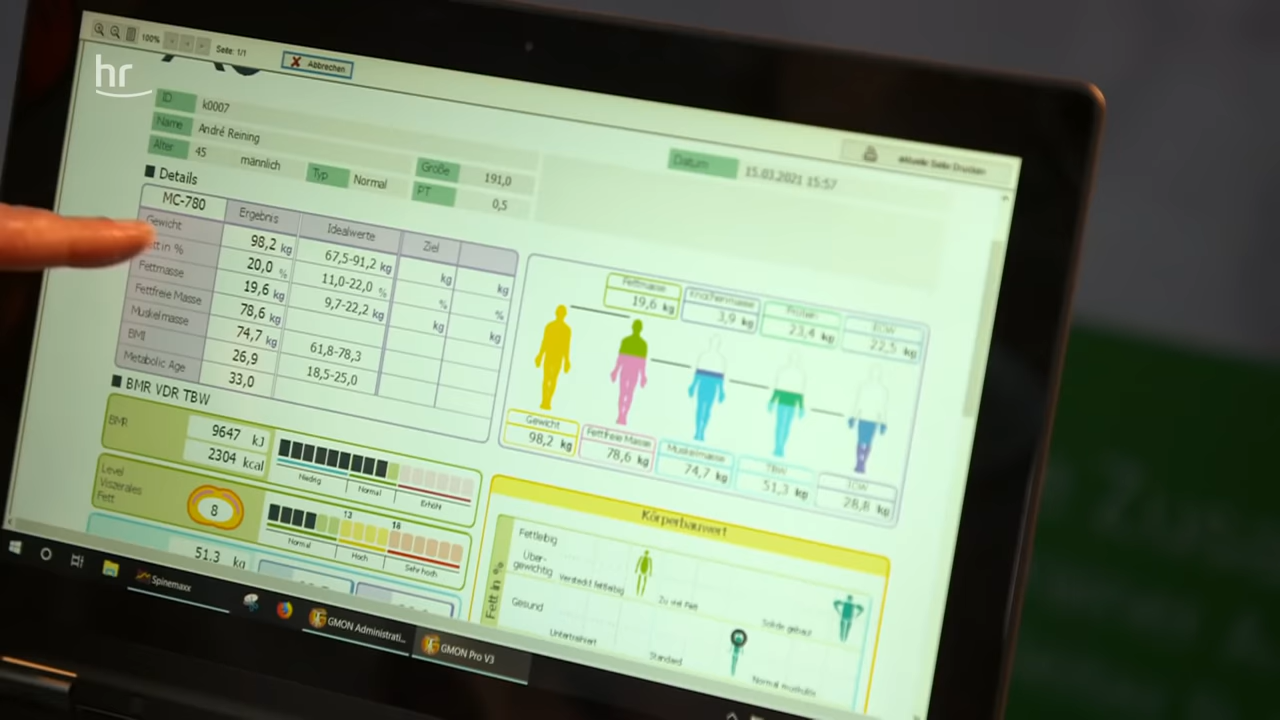 hr
100%
Seite: 1/1
Abbrechen
aktuelle Seite Drucken
ID k0007
Name André Reining
Alter 45 männlich Typ Normal Größe 191,0
PT 0,5
Datum 15.03.2021 15:57
Details
MC-780 Ergebnis Idealwerte Ziel
Gewicht 98,2 kg 67,5-91,2 kg kg kg
tt in % 20,0 % 11,0-22,0 % % %
Fettmasse 19,6 kg 9,7-22,2 kg kg kg
Fettfreie Masse 78,6 kg
Muskelmasse 74,7 kg 61,8-78,3
BMI 26,9 18,5-25,0
Metabolic Age 33,0
Fettmasse 19,6 kg
Knochenmasse 3,9 kg
Protein 23,4 kg
ECW 22,5 kg
Gewicht 98,2 kg
Fettfreie Masse 78,6 kg
Muskelmasse 74,7 kg
TBW 51,3 kg
ICW 28,8 kg
BMR VDR TBW
BMR 9647 kJ
2304 kcal
Niedrig Normal Erhöht
Level
Viszerales
Fett
8
13 18
Normal Hoch Sehr hoch
51.3 kg
Körperbauwert
Fett in %
Fettleibig
Über-
gewichtig
Versteckt fettleibig
Zu viel Fett
Solide gebaut
Gesund
Untertrainiert
Standard
Normal muskulös
Spinemaxx
GMON Administrati...
GMON Pro V3